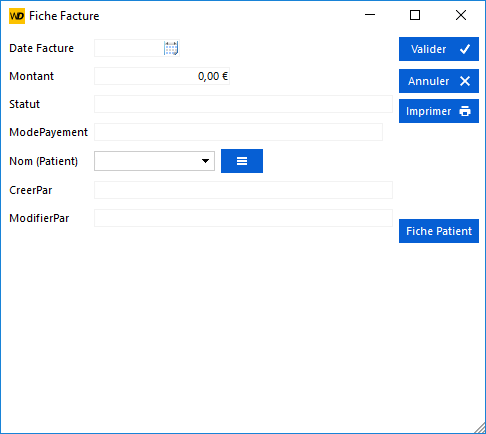 WD Fiche Facture
Date Facture
Valider
Montant 0,00 €
Annuler
Statut
Imprimer
ModePayement
Nom (Patient)
CreerPar
ModifierPar
Fiche Patient